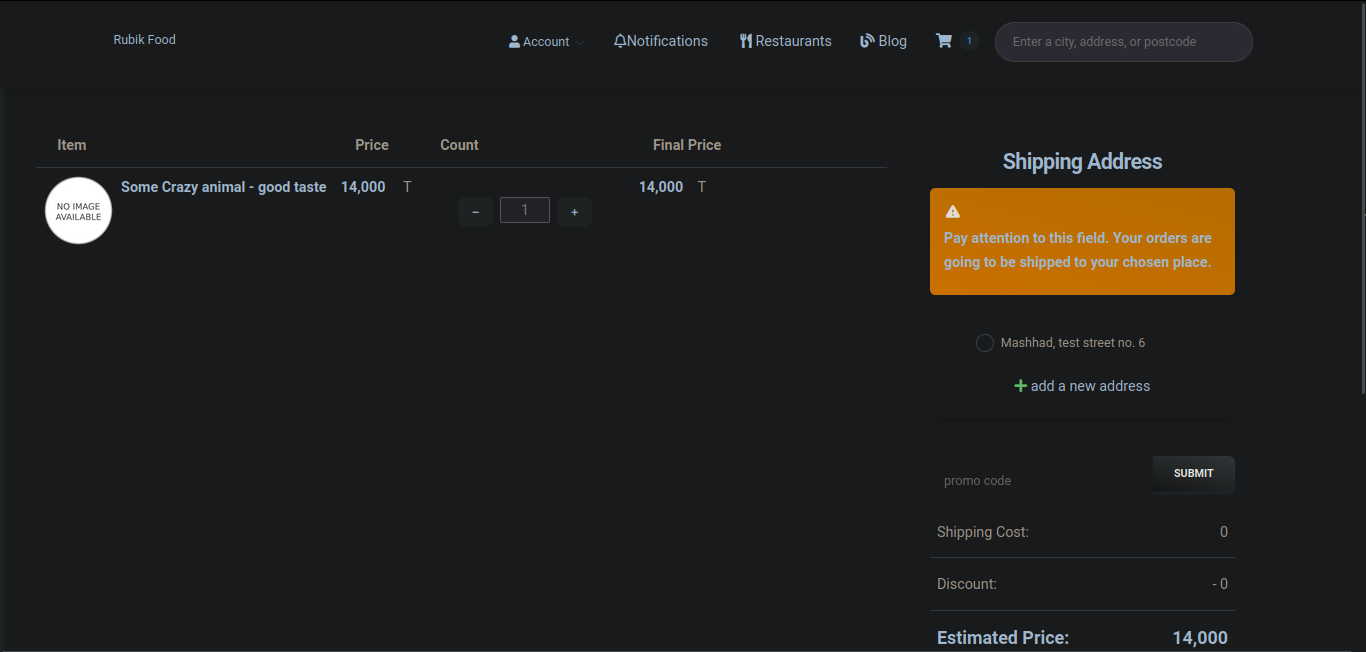 Rubik Food
Account
Notifications
Restaurants
Blog
1
Enter a city, address, or postcode
Item Price Count Final Price
NO IMAGE
AVAILABLE
Some Crazy animal - good taste 14,000 T
- 1 +
14,000 T
Shipping Address
Pay attention to this field. Your orders are
going to be shipped to your chosen place.
Mashhad, test street no. 6
add a new address
promo code
SUBMIT
Shipping Cost: 0
Discount: - 0
Estimated Price: 14,000